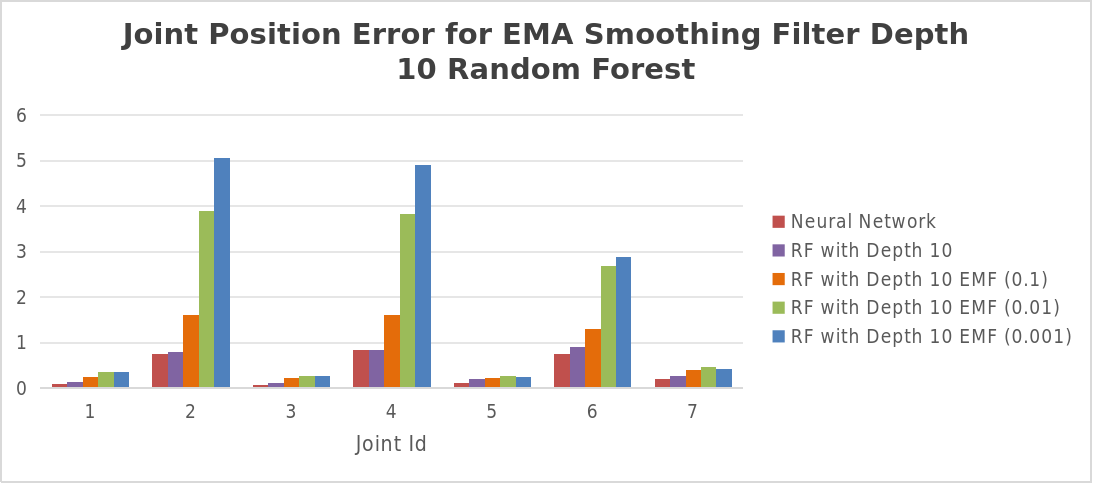 Joint Position Error for EMA Smoothing Filter Depth
10 Random Forest
6
5
4
3
2
1
0
1 2 3 4 5 6 7
Joint Id
Neural Network
RF with Depth 10
RF with Depth 10 EMF (0.1)
RF with Depth 10 EMF (0.01)
RF with Depth 10 EMF (0.001)